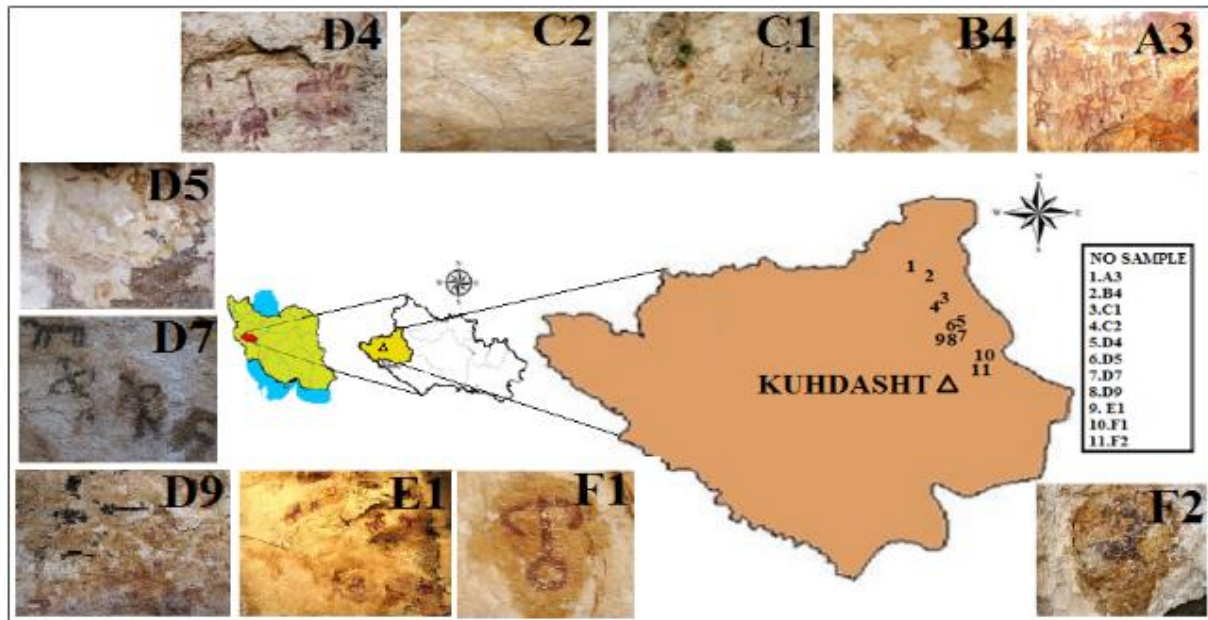 D4
C2
C1
B4
A3
D5
D7
D9
E1
F1
F2
N
W
E
S
N
W
E
S
1
2
3
4
5
6
7
9 8
10
11
KUHDASHT
NO SAMPLE
1.A3
2.B4
3.C1
4.C2
5.D4
6.D5
7.D7
8.D9
9. E1
10.F1
11.F2